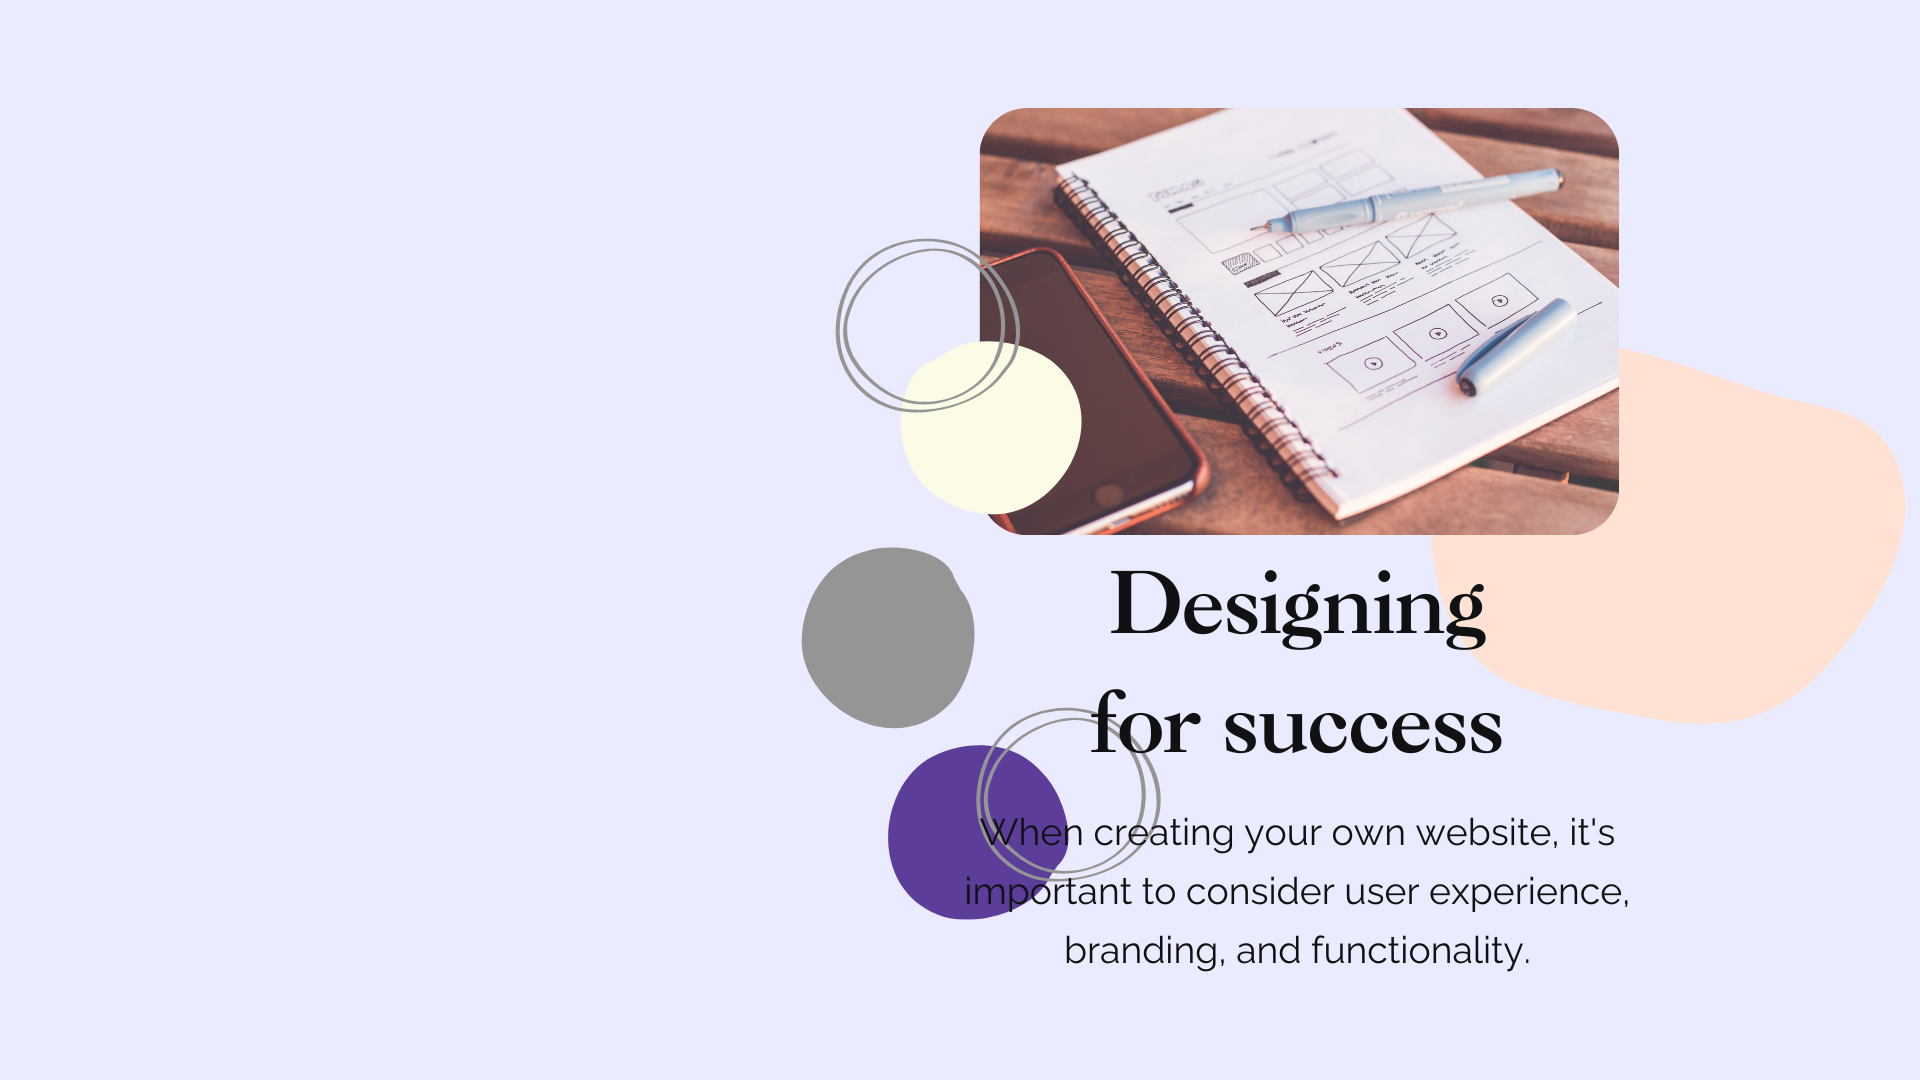 Designing
for success
When creating your own website, it's
important to consider user experience,
branding, and functionality.